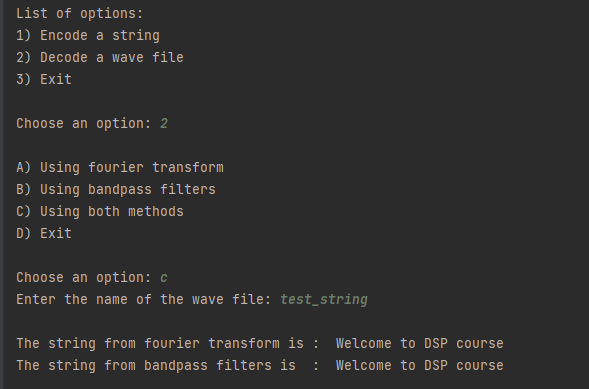 List of options:
1) Encode a string
2) Decode a wave file
3) Exit
Choose an option: 2
A) Using fourier transform
B) Using bandpass filters
C) Using both methods
D) Exit
Choose an option: c
Enter the name of the wave file: test_string
The string from fourier transform is :  Welcome to DSP course
The string from bandpass filters is  :  Welcome to DSP course